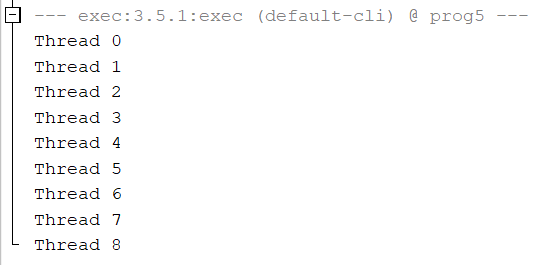 --- exec:3.5.1:exec (default-cli) @ prog5 ---
Thread 0
Thread 1
Thread 2
Thread 3
Thread 4
Thread 5
Thread 6
Thread 7
Thread 8